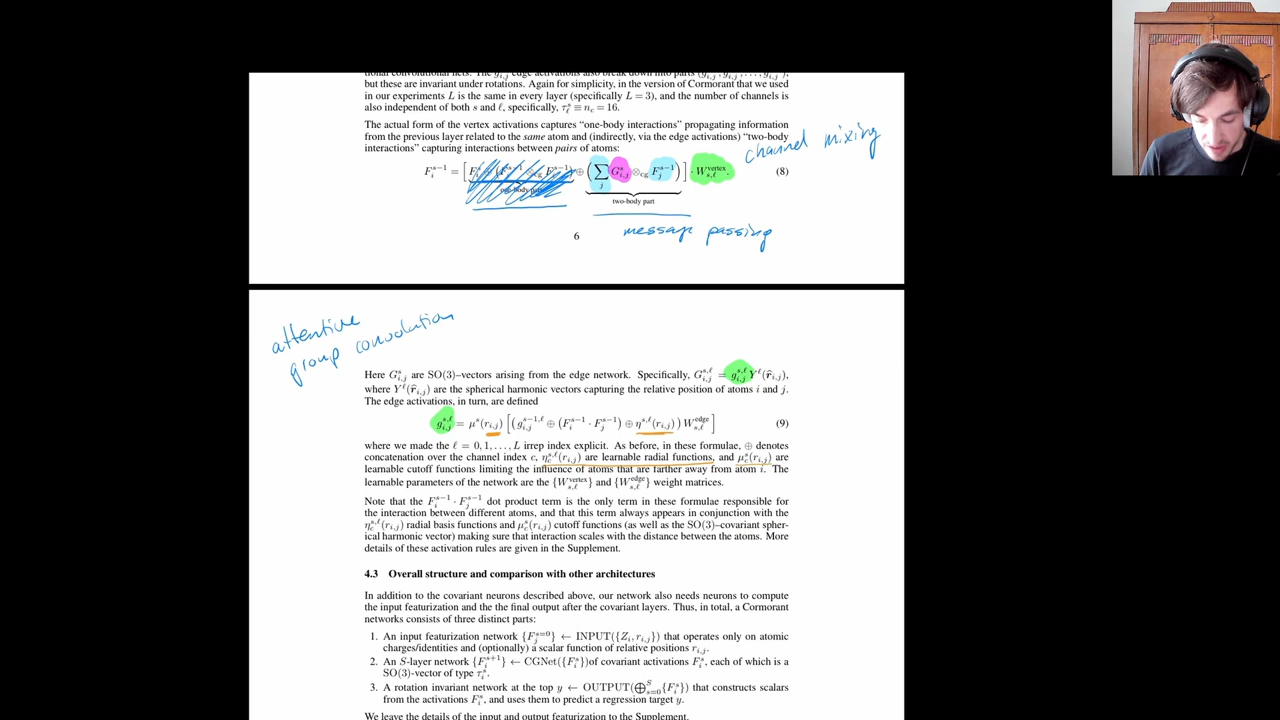 but these are invariant under rotations. Again for simplicity, in the version of Cormorant that we used
in our experiments L is the same in every layer (specifically L = 3), and the number of channels is
also independent of both s and ℓ, specifically, τ_ℓ^s ≡ n_c = 16.
The actual form of the vertex activations captures “one-body interactions” propagating information
from the previous layer related to the same atom and (indirectly, via the edge activations) “two-body
interactions” capturing interactions between pairs of atoms:
channel mixing
F_i^{s-1} = [ ⊕ ( ∑_j G_{i,j}^s ⊗_cg F_j^{s-1} ) ] · W_{s,ℓ}^{vertex}. (8)
two-body part
message passing
6
attentive
group convolution
Here G_{i,j}^s are SO(3)–vectors arising from the edge network. Specifically, G_{i,j}^{s,ℓ} = g_{i,j}^{s,ℓ} Y^ℓ(r̂_{i,j}),
where Y^ℓ(r̂_{i,j}) are the spherical harmonic vectors capturing the relative position of atoms i and j.
The edge activations, in turn, are defined
g_{i,j}^{s,ℓ} = μ^s(r_{i,j}) [ ( g_{i,j}^{s-1,ℓ} ⊕ (F_i^{s-1} · F_j^{s-1}) ⊕ η^{s,ℓ}(r_{i,j}) ) W_{s,ℓ}^{edge} ] (9)
where we made the ℓ = 0, 1, . . . , L irrep index explicit. As before, in these formulae, ⊕ denotes
concatenation over the channel index c, η_c^{s,ℓ}(r_{i,j}) are learnable radial functions, and μ_c^s(r_{i,j}) are
learnable cutoff functions limiting the influence of atoms that are farther away from atom i. The
learnable parameters of the network are the {W_{s,ℓ}^{vertex}} and {W_{s,ℓ}^{edge}} weight matrices.
Note that the F_i^{s-1} · F_j^{s-1} dot product term is the only term in these formulae responsible for
the interaction between different atoms, and that this term always appears in conjunction with the
η_c^{s,ℓ}(r_{i,j}) radial basis functions and μ_c^s(r_{i,j}) cutoff functions (as well as the SO(3)–covariant spher-
ical harmonic vector) making sure that interaction scales with the distance between the atoms. More
details of these activation rules are given in the Supplement.
4.3 Overall structure and comparison with other architectures
In addition to the covariant neurons described above, our network also needs neurons to compute
the input featurization and the the final output after the covariant layers. Thus, in total, a Cormorant
networks consists of three distinct parts:
1. An input featurization network {F_j^{s=0}} ← INPUT({Z_i, r_{i,j}}) that operates only on atomic
charges/identities and (optionally) a scalar function of relative positions r_{i,j}.
2. An S-layer network {F_i^{s+1}} ← CGNet({F_i^s})of covariant activations F_i^s, each of which is a
SO(3)-vector of type τ_i^s.
3. A rotation invariant network at the top y ← OUTPUT(⊕_{s=0}^S {F_i^s}) that constructs scalars
from the activations F_i^s, and uses them to predict a regression target y.
We leave the details of the input and output featurization to the Supplement.